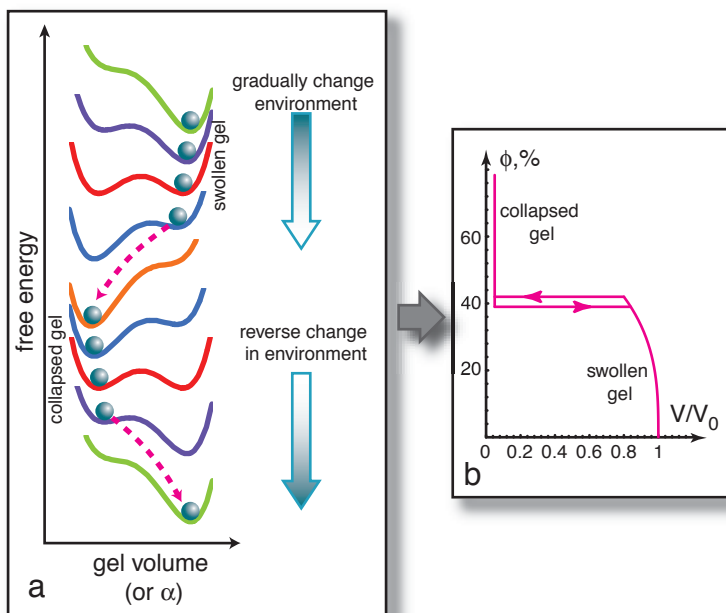 free energy
swollen gel
collapsed gel
gradually change
environment
reverse change
in environment
gel volume
(or α)
a
ϕ,%
collapsed
gel
60
40
20
swollen
gel
V/V₀
0 0.2 0.4 0.6 0.8 1
b